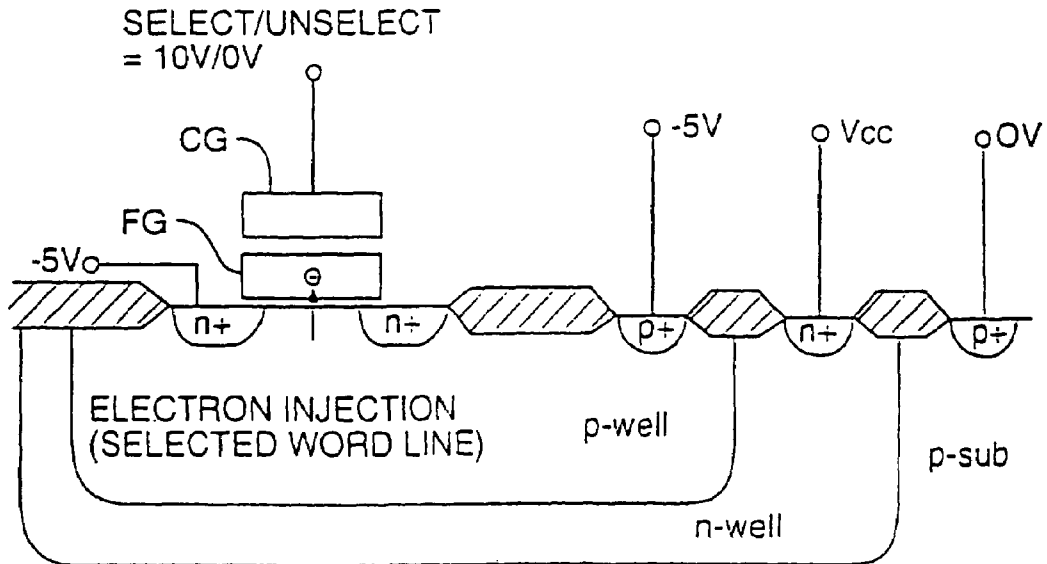 SELECT/UNSELECT
= 10V/0V
CG
-5V
Vcc
0V
FG
-5V
n+
n+
p+
n+
p+
ELECTRON INJECTION
(SELECTED WORD LINE)
p-well
p-sub
n-well